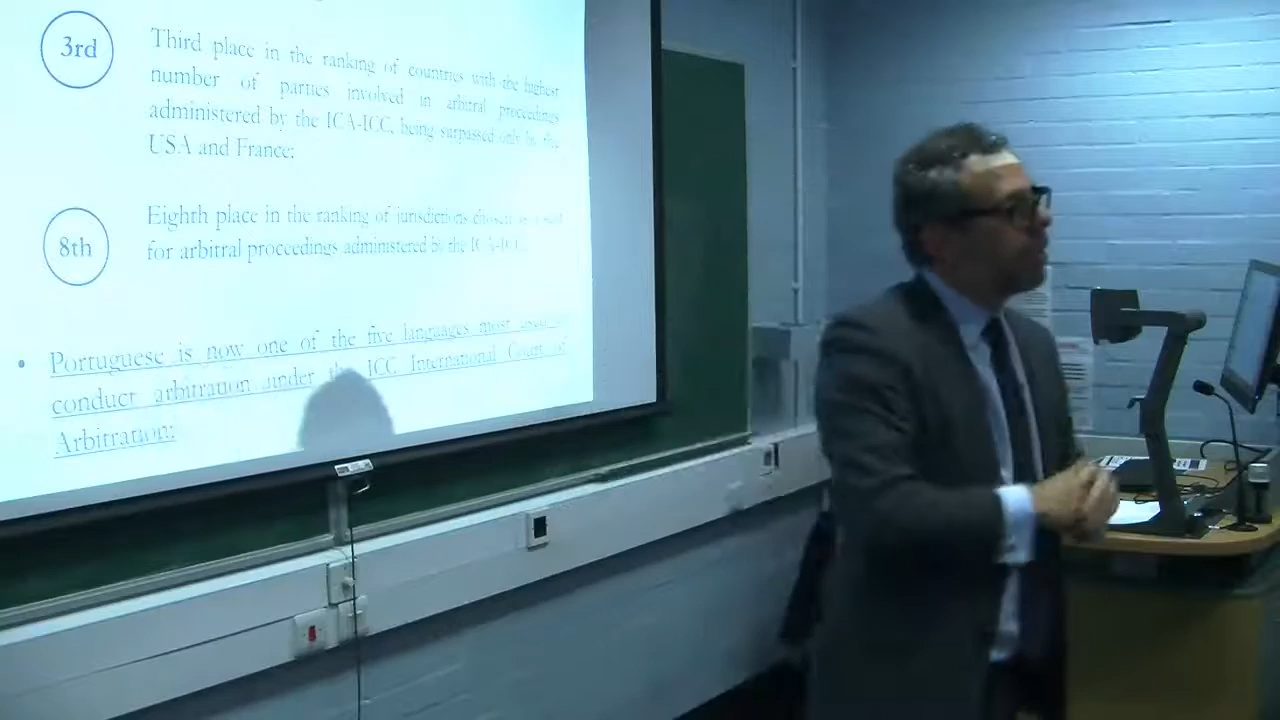 3rd
Third place in the ranking of countries with the highest
number of parties involved in arbitral proceedings
administered by the ICA-ICC, being surpassed only by the
USA and France;
8th
Eighth place in the ranking of jurisdictions chosen as
for arbitral proceedings administered by the ICA-ICC.
• Portuguese is now one of the five languages most
conduct arbitration under the ICC International Court of
Arbitration;